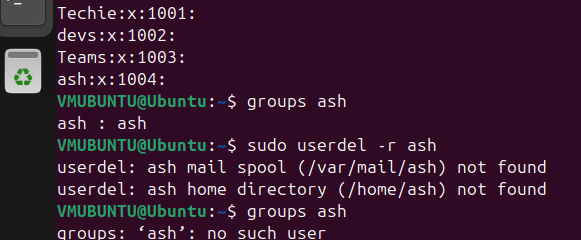 Techie:x:1001:
devs:x:1002:
Teams:x:1003:
ash:x:1004:
VMUBUNTU@Ubuntu:~$ groups ash
ash : ash
VMUBUNTU@Ubuntu:~$ sudo userdel -r ash
userdel: ash mail spool (/var/mail/ash) not found
userdel: ash home directory (/home/ash) not found
VMUBUNTU@Ubuntu:~$ groups ash
groups: ‘ash’: no such user